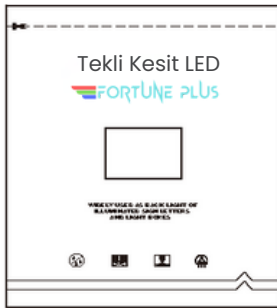 Tekli Kesit LED
FORTUNE PLUS
WIDELY USED AS BACK LIGHT OF
ILLUMINATED SIGN LETTERS
AND LIGHT BOXES